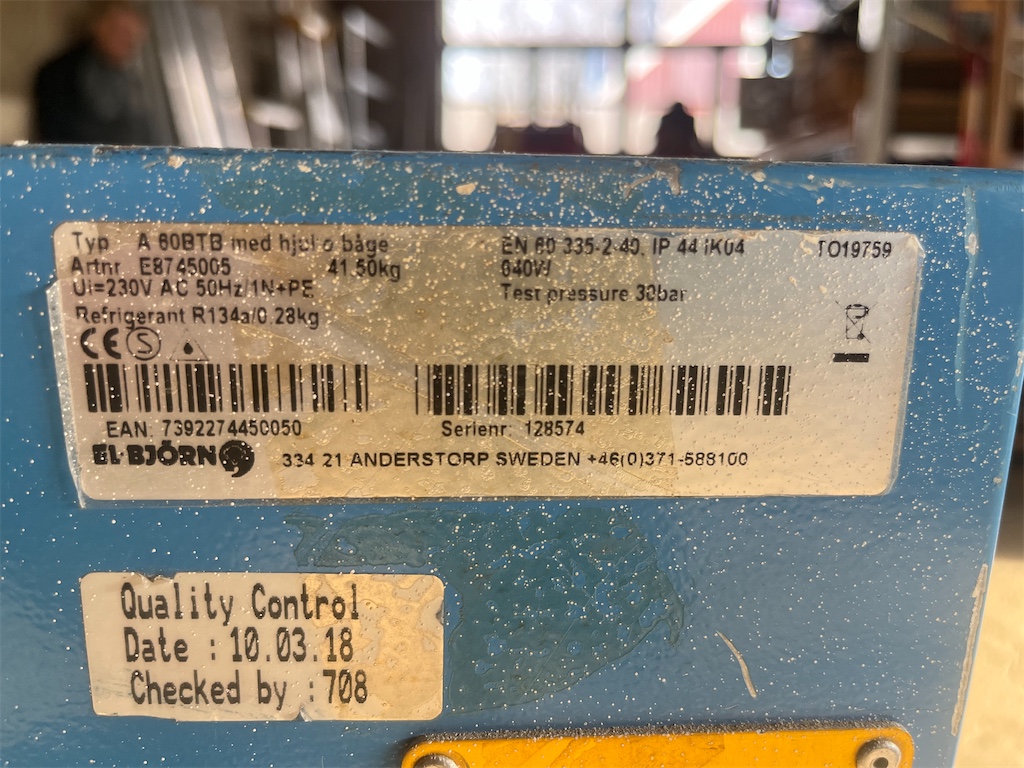 Typ A 60BTB med hjul o båge
Artnr E8745005 41.50kg
UI=230V AC 50Hz/1N+PE
Refrigerant R134a/0.28kg
EN 60 335-2-40, IP 44 IK04
640W
Test pressure 30bar
TO19759
CE S
EAN 7392274450050
Serienr: 128574
EL·BJÖRN
334 21 ANDERSTORP SWEDEN +46(0)371-588100
Quality Control
Date : 10.03.18
Checked by : 708